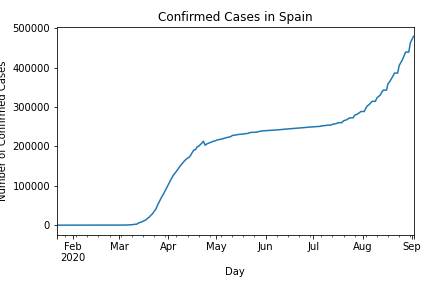 Confirmed Cases in Spain
500000
400000
300000
200000
100000
0
Number of Confirmed Cases
Feb
2020
Mar
Apr
May
Jun
Jul
Aug
Sep
Day